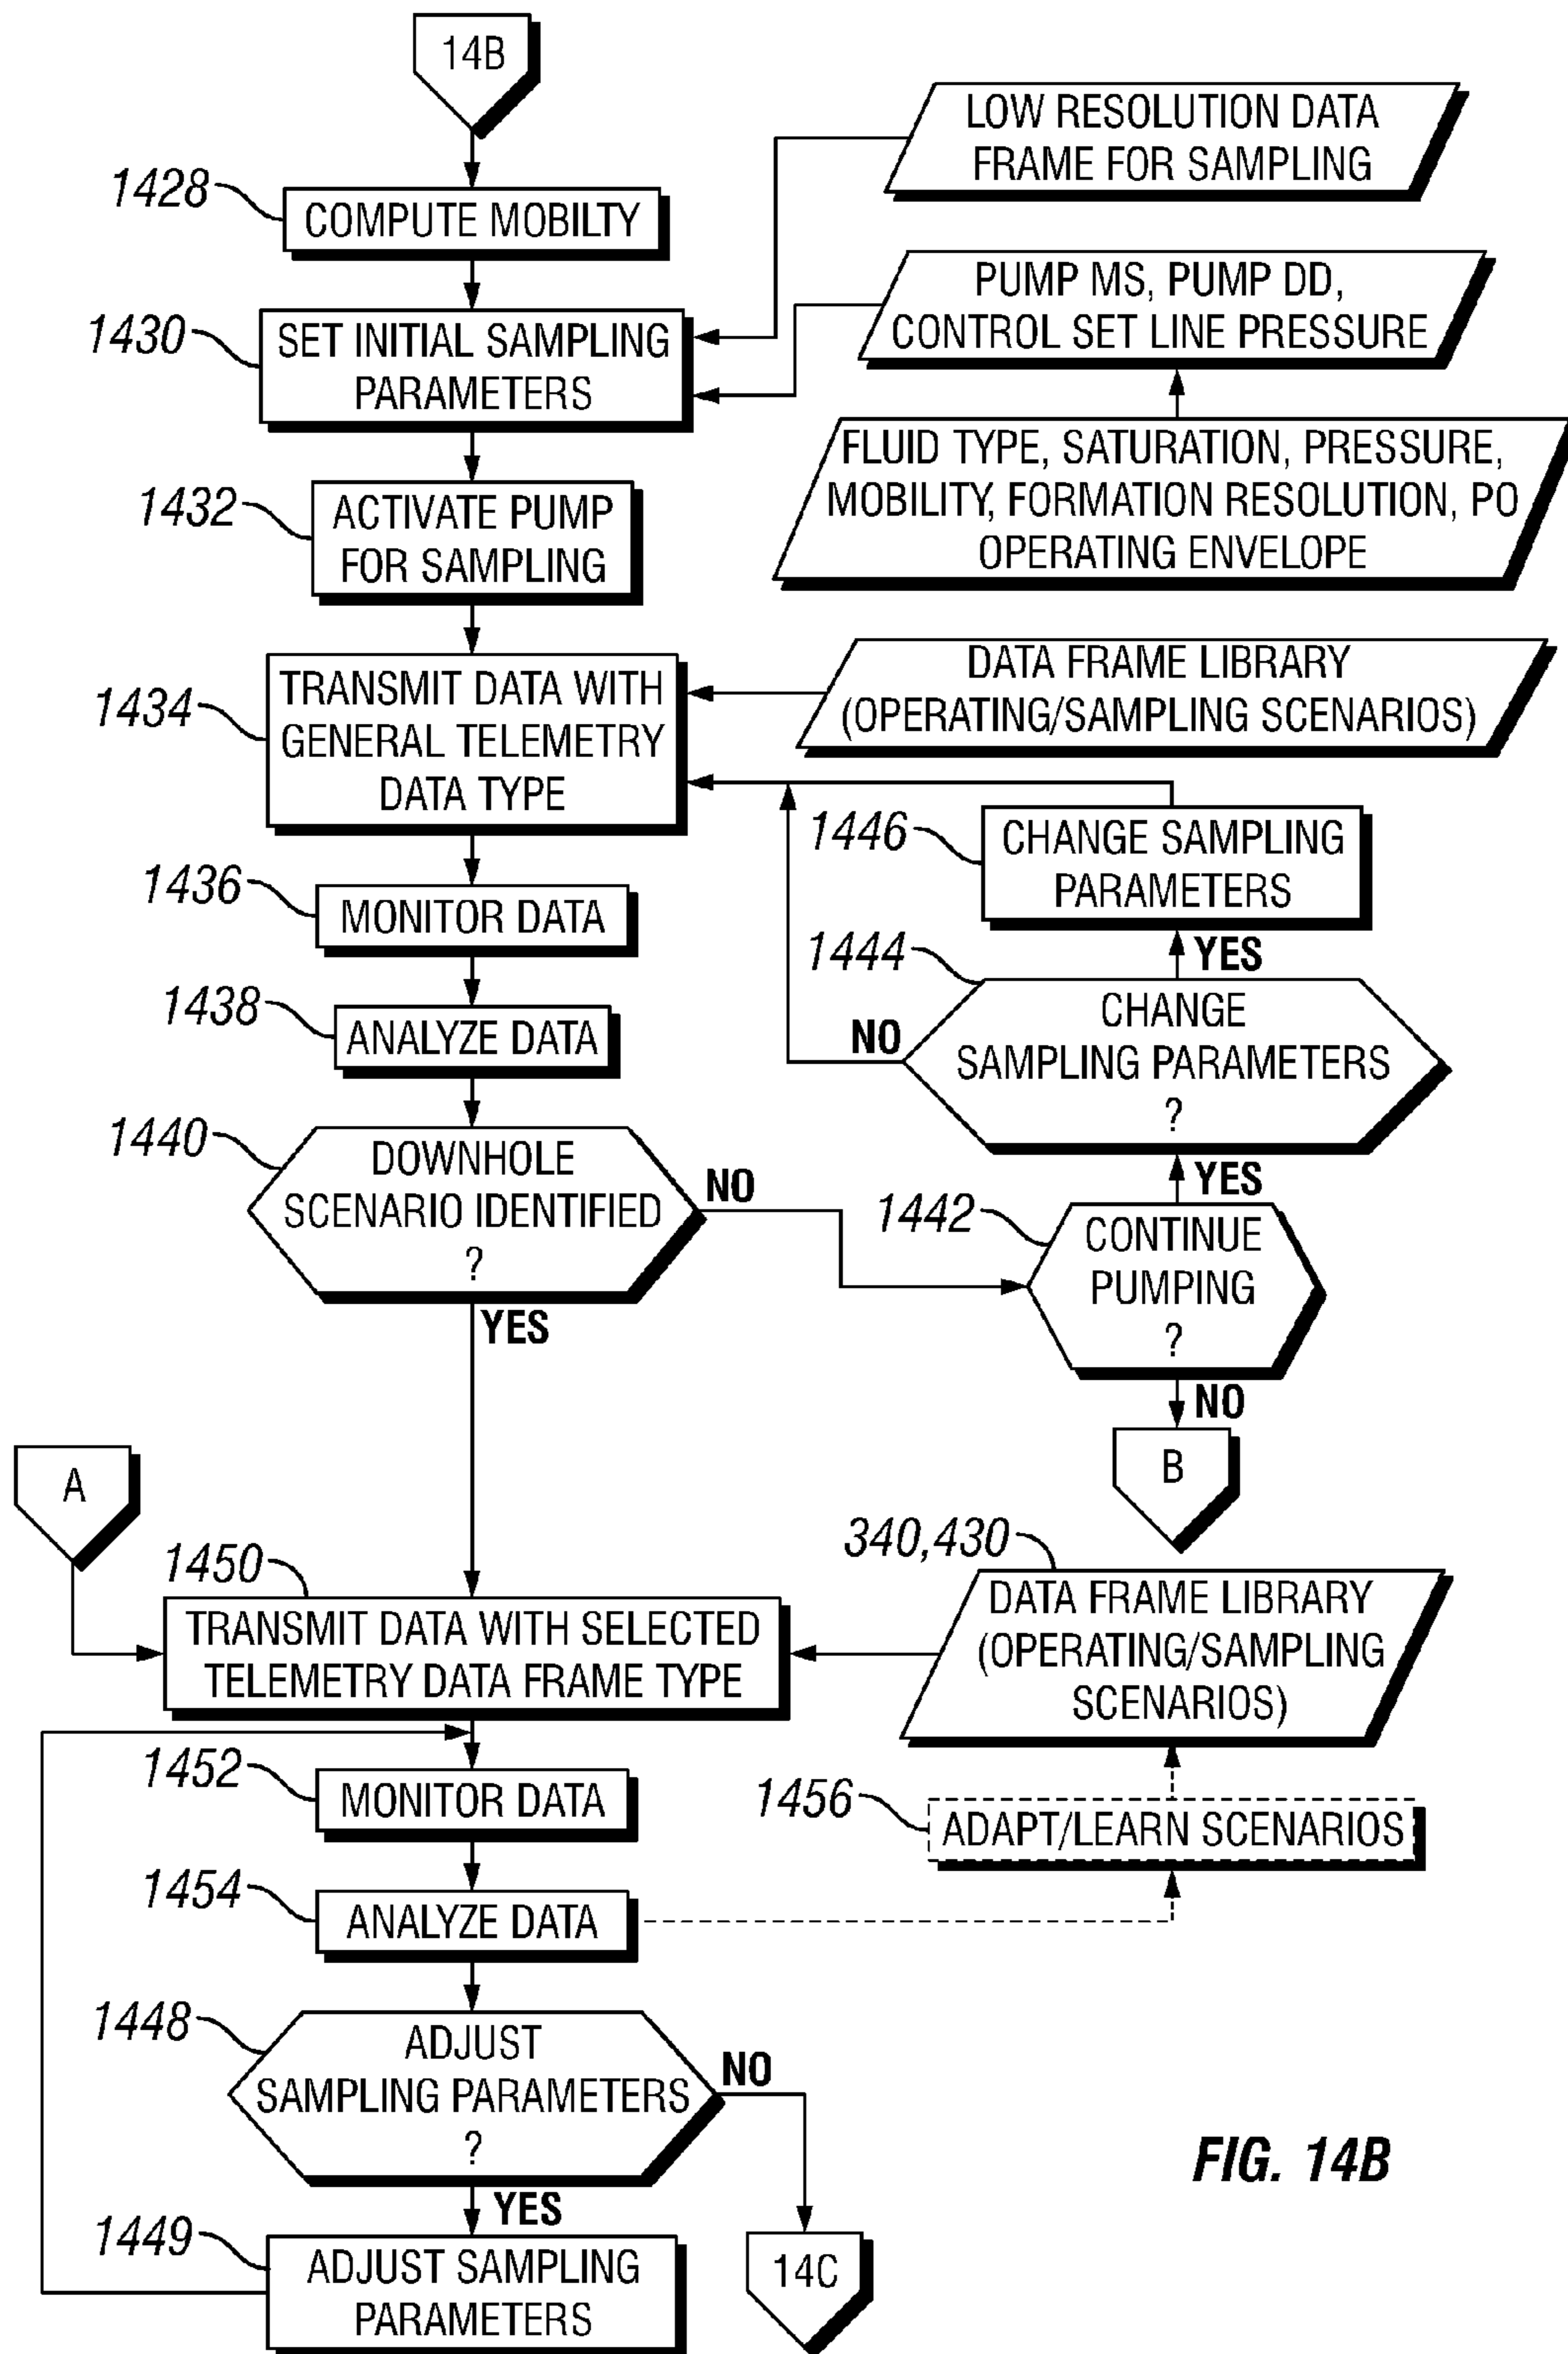 14B
1428
COMPUTE MOBILTY
LOW RESOLUTION DATA
FRAME FOR SAMPLING
1430
SET INITIAL SAMPLING
PARAMETERS
PUMP MS, PUMP DD,
CONTROL SET LINE PRESSURE
FLUID TYPE, SATURATION, PRESSURE,
MOBILITY, FORMATION RESOLUTION, PO
OPERATING ENVELOPE
1432
ACTIVATE PUMP
FOR SAMPLING
1434
TRANSMIT DATA WITH
GENERAL TELEMETRY
DATA TYPE
DATA FRAME LIBRARY
(OPERATING/SAMPLING SCENARIOS)
1446
CHANGE SAMPLING
PARAMETERS
1436
MONITOR DATA
1444
YES
CHANGE
SAMPLING PARAMETERS
?
NO
1438
ANALYZE DATA
1440
DOWNHOLE
SCENARIO IDENTIFIED
?
NO
YES
1442
YES
CONTINUE
PUMPING
?
NO
B
A
1450
TRANSMIT DATA WITH SELECTED
TELEMETRY DATA FRAME TYPE
340,430
DATA FRAME LIBRARY
(OPERATING/SAMPLING
SCENARIOS)
1452
MONITOR DATA
1456
ADAPT/LEARN SCENARIOS
1454
ANALYZE DATA
1448
ADJUST
SAMPLING PARAMETERS
?
NO
YES
1449
ADJUST SAMPLING
PARAMETERS
14C
FIG. 14B